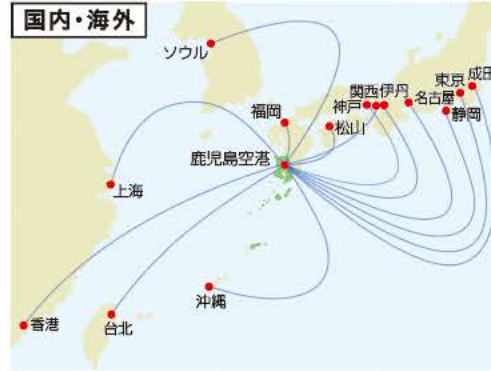 国内・海外
ソウル
成田
東京
関西 伊丹
神戸
名古屋
福岡
静岡
松山
鹿児島空港
上海
沖縄
香港
台北